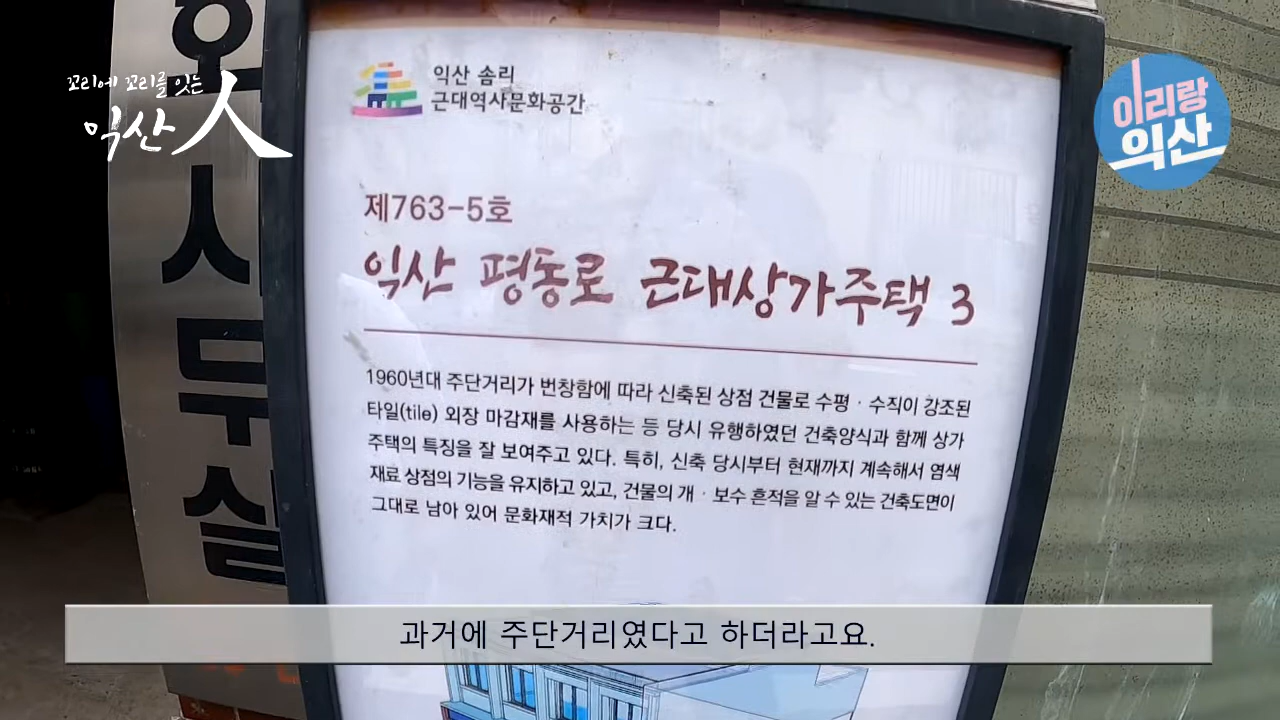 꼬리에 꼬리를 잇는
익산人
이리랑
익산
사무실
익산 솜리
근대역사문화공간
제763-5호
익산 평동로 근대상가주택 3
1960년대 주단거리가 번창함에 따라 신축된 상점 건물로 수평 · 수직이 강조된
타일(tile) 외장 마감재를 사용하는 등 당시 유행하였던 건축양식과 함께 상가
주택의 특징을 잘 보여주고 있다. 특히, 신축 당시부터 현재까지 계속해서 염색
재료 상점의 기능을 유지하고 있고, 건물의 개 · 보수 흔적을 알 수 있는 건축도면이
그대로 남아 있어 문화재적 가치가 크다.
과거에 주단거리였다고 하더라고요.